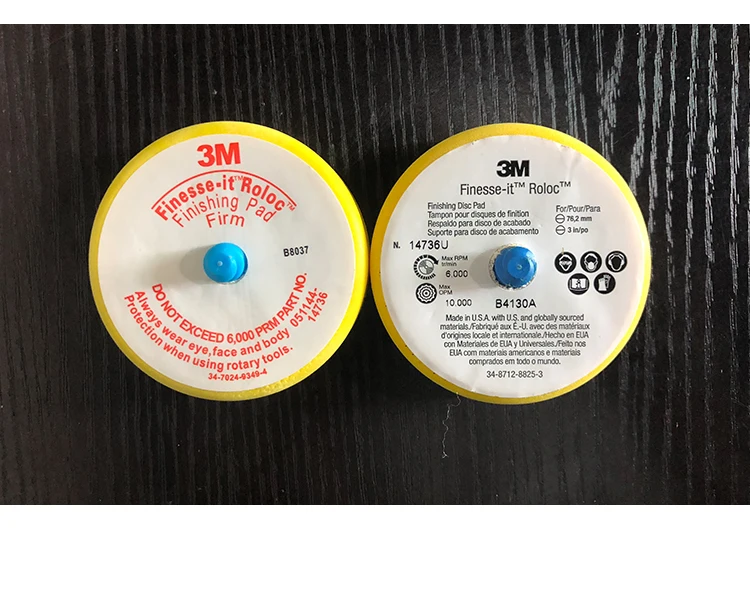 3M
Finesse-it™ Roloc™
Finishing Pad
Firm
B8037
DO NOT EXCEED 6,000 PRM PART NO.
051144-
14736
Always wear eye, face and body
Protection when using rotary tools.
34-7024-9349-4
3M
Finesse-it™ Roloc™
Finishing Disc Pad
Tampon pour disques de finition
Respaldo para disco de acabado
Suporte para disco de acabamento
For/Pour/Para
76,2 mm
3 in/po
N. 14736U
Max RPM
tr/min
6.000
Max
OPM
10.000
B4130A
Made in U.S.A. with U.S. and globally sourced
materials./Fabriqué aux É.-U. avec des matériaux
d'origines locale et internationale./Hecho en EUA
con Materiales de EUA y Universales./Feito nos
EUA com materiais americanos e materiais
comprados em todo o mundo.
34-8712-8825-3